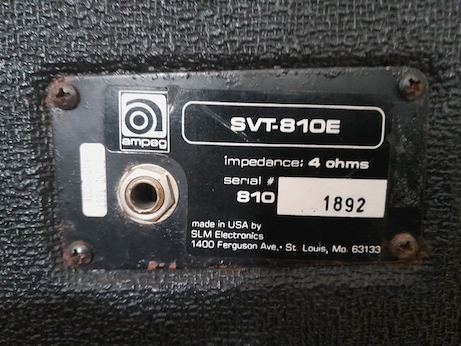 SVT-810E
ampeg
impedance: 4 ohms
serial #
810 1892
made in USA by
SLM Electronics
1400 Ferguson Ave.• St. Louis, Mo. 63133